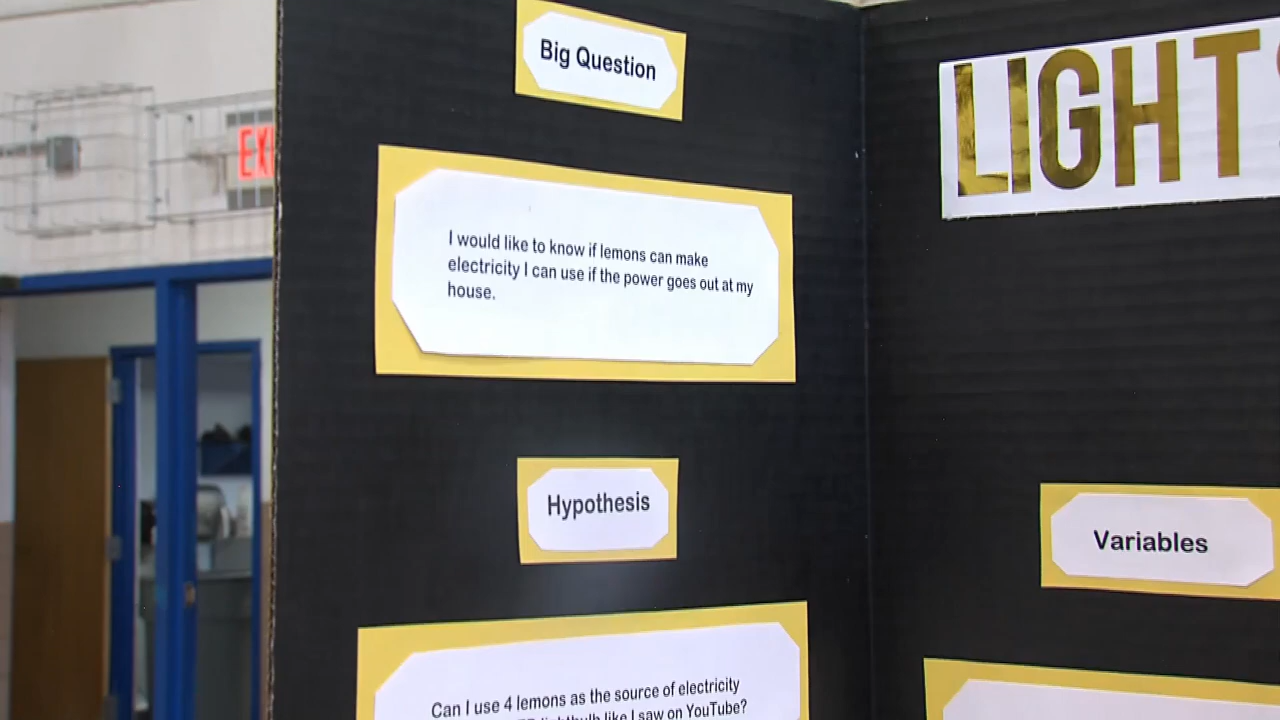 Big Question
I would like to know if lemons can make
electricity I can use if the power goes out at my
house.
Hypothesis
Can I use 4 lemons as the source of electricity
lightbulb like I saw on YouTube?
LIGHT
Variables